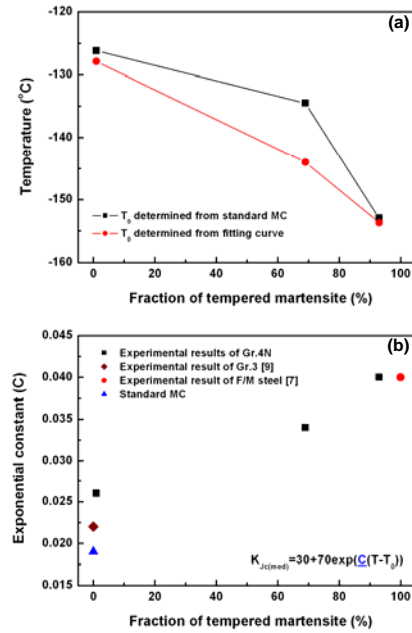 (a)
-120
-130
-140
-150
-160
Temperature (°C)
T0 determined from standard MC
T0 determined from fitting curve
0 20 40 60 80 100
Fraction of tempered martensite (%)
(b)
0.040
0.035
0.030
0.025
0.020
0.015
Exponential constant (C)
Experimental results of Gr.4N
Experimental result of Gr.3 [9]
Experimental result of F/M steel [7]
Standard MC
KJc(med)=30+70exp(C(T-T0))
0 20 40 60 80 100
Fraction of tempered martensite (%)